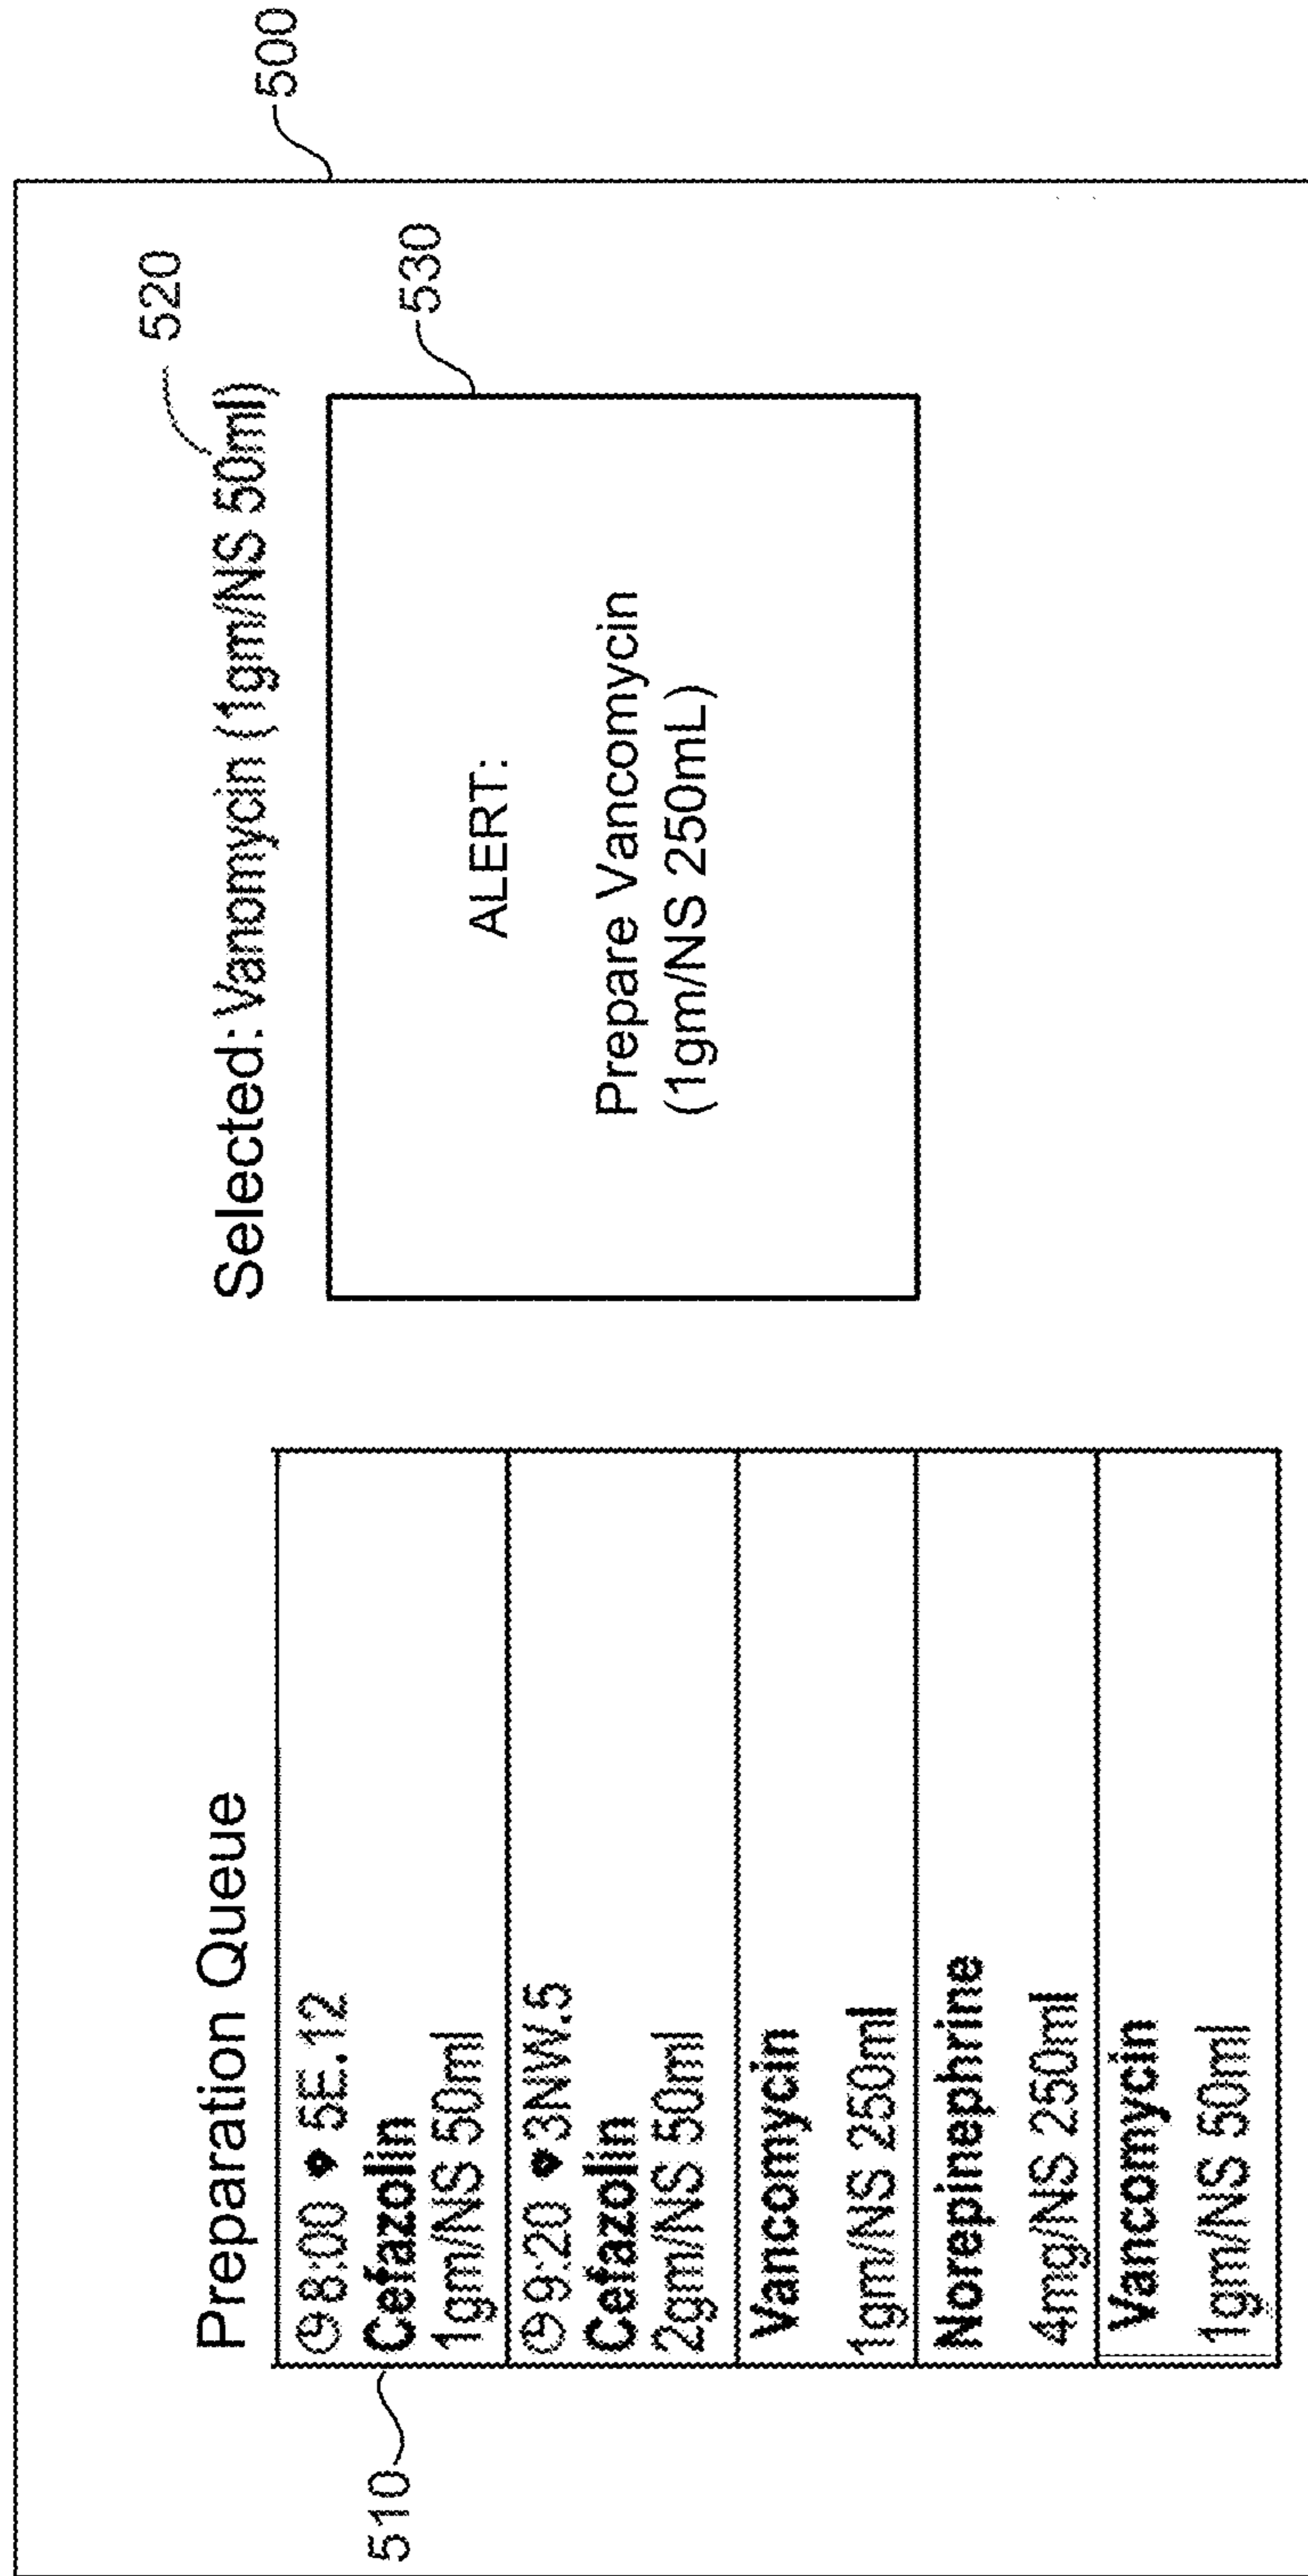 500
Preparation Queue
510
8:00 5E.12
Cefazolin
1gm/NS 50ml
9:20 3NW.5
Cefazolin
2gm/NS 50ml
Vancomycin
1gm/NS 250ml
Norepinephrine
4mg/NS 250ml
Vancomycin
1gm/NS 50ml
520
Selected: Vanomycin (1gm/NS 50ml)
530
ALERT:
Prepare Vancomycin
(1gm/NS 250mL)